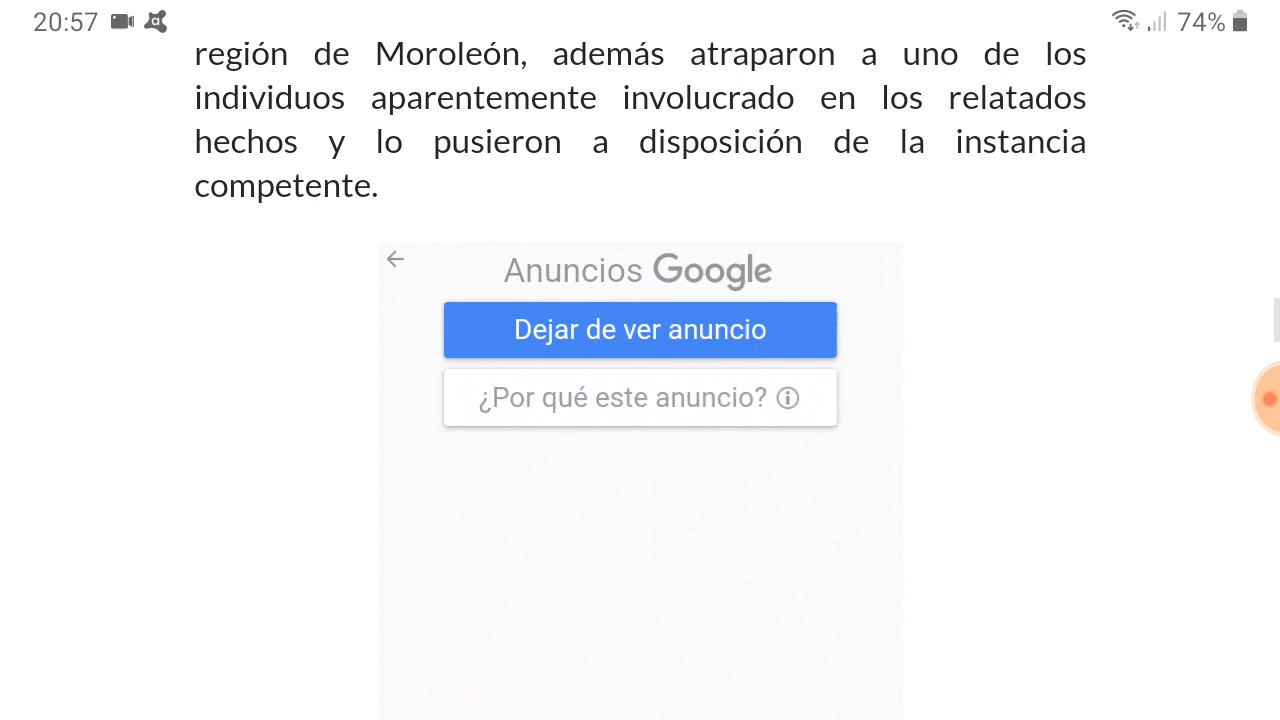 20:57 74%
región de Moroleón, además atraparon a uno de los
individuos aparentemente involucrado en los relatados
hechos y lo pusieron a disposición de la instancia
competente.
Anuncios Google
Dejar de ver anuncio
¿Por qué este anuncio?